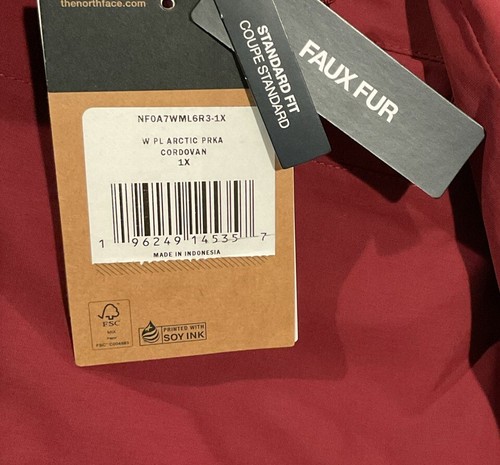 thenorthface.com
STANDARD FIT
COUPE STANDARD
FAUX FUR
NF0A7WML6R3-1X
W PL ARCTIC PRKA
CORDOVAN
1X
1 96249 14535 7
MADE IN INDONESIA
FSC
PRINTED WITH
SOY INK